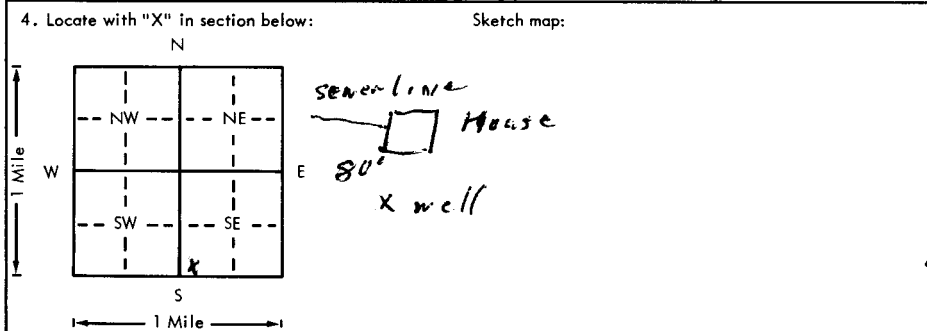 4. Locate with "X" in section below: Sketch map:
N
sewer line
NW NE
House
1 Mile
W E
80'
X well
SW SE
X
S
1 Mile